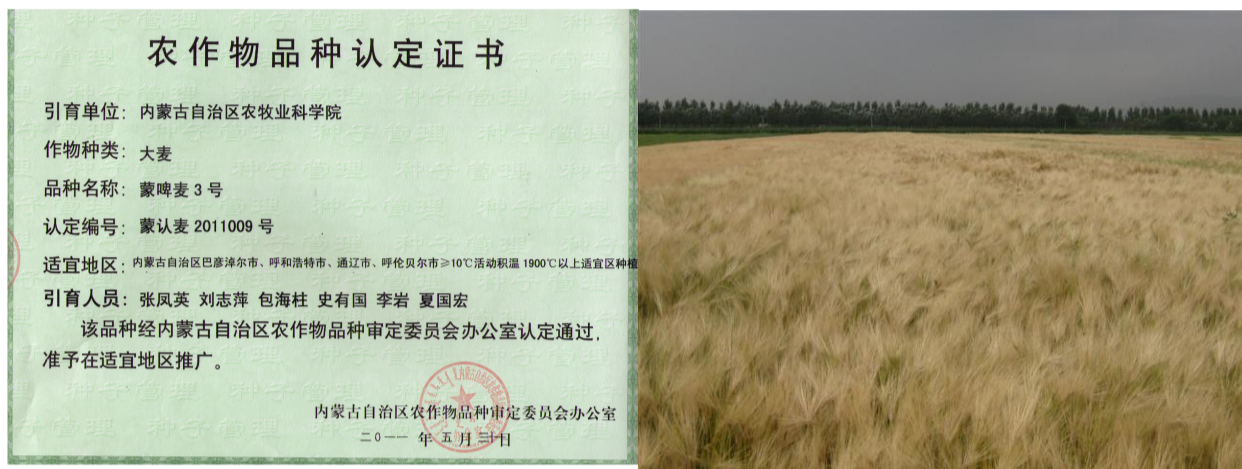 农作物品种认定证书
引育单位：内蒙古自治区农牧业科学院
作物种类：大麦
品种名称：蒙啤麦3号
认定编号：蒙认麦2011009号
适宜地区：内蒙古自治区巴彦淖尔市、呼和浩特市、通辽市、呼伦贝尔市≥10℃活动积温1900℃以上适宜区种植
引育人员：张凤英 刘志萍 包海柱 史有国 李岩 夏国宏
该品种经内蒙古自治区农作物品种审定委员会办公室认定通过，
准予在适宜地区推广。
内蒙古自治区农作物品种审定委员会办公室
二0一一 年 五 月 三十日